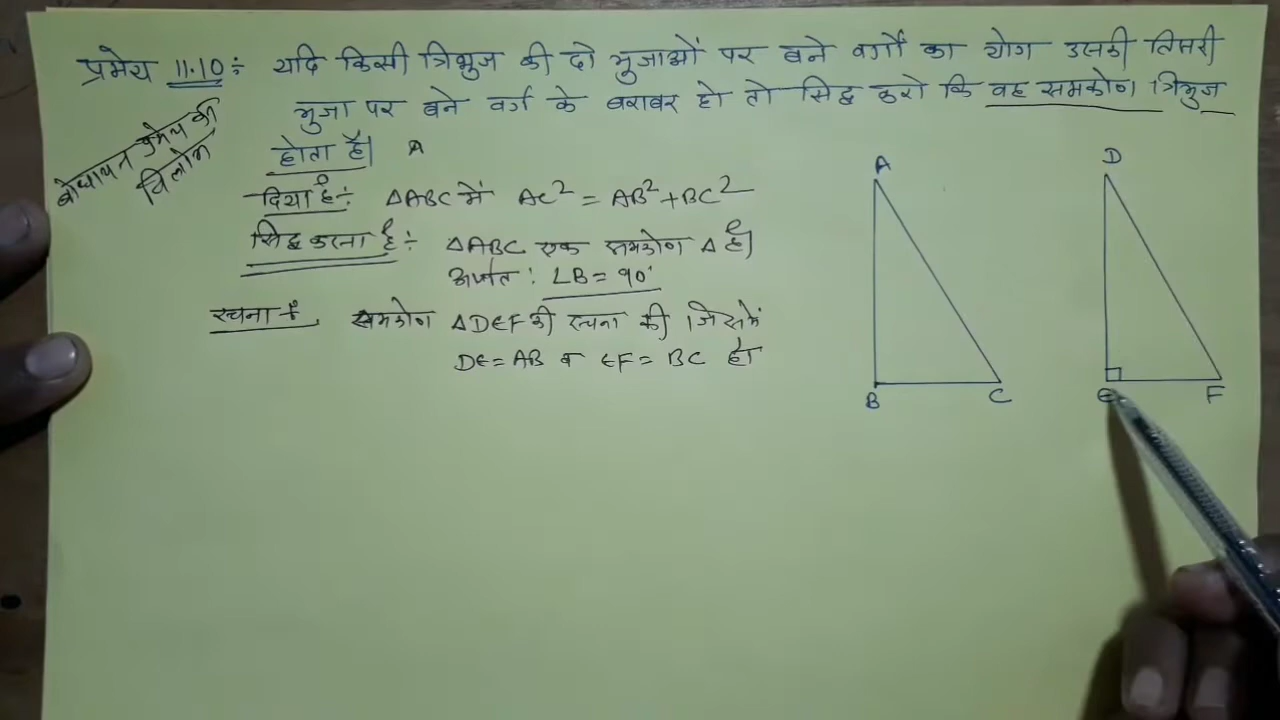 प्रमेय 11.10 ÷ यदि किसी त्रिभुज की दो भुजाओं पर बने वर्गों का योग उसकी तिसरी
भुजा पर बने वर्ग के बराबर हो तो सिद्ध करो कि वह समकोण त्रिभुज
होता है। A
बोधायन प्रमेय की
विलोम
दिया है ÷ △ABC में AC² = AB² + BC²
सिद्ध करना है ÷ △ABC एक समकोण △ है।
अर्थात : ∠B = 90°
रचना ÷ समकोण △DEF की रचना की जिसमें
DE = AB व EF = BC हो
A
B
C
D
E
F